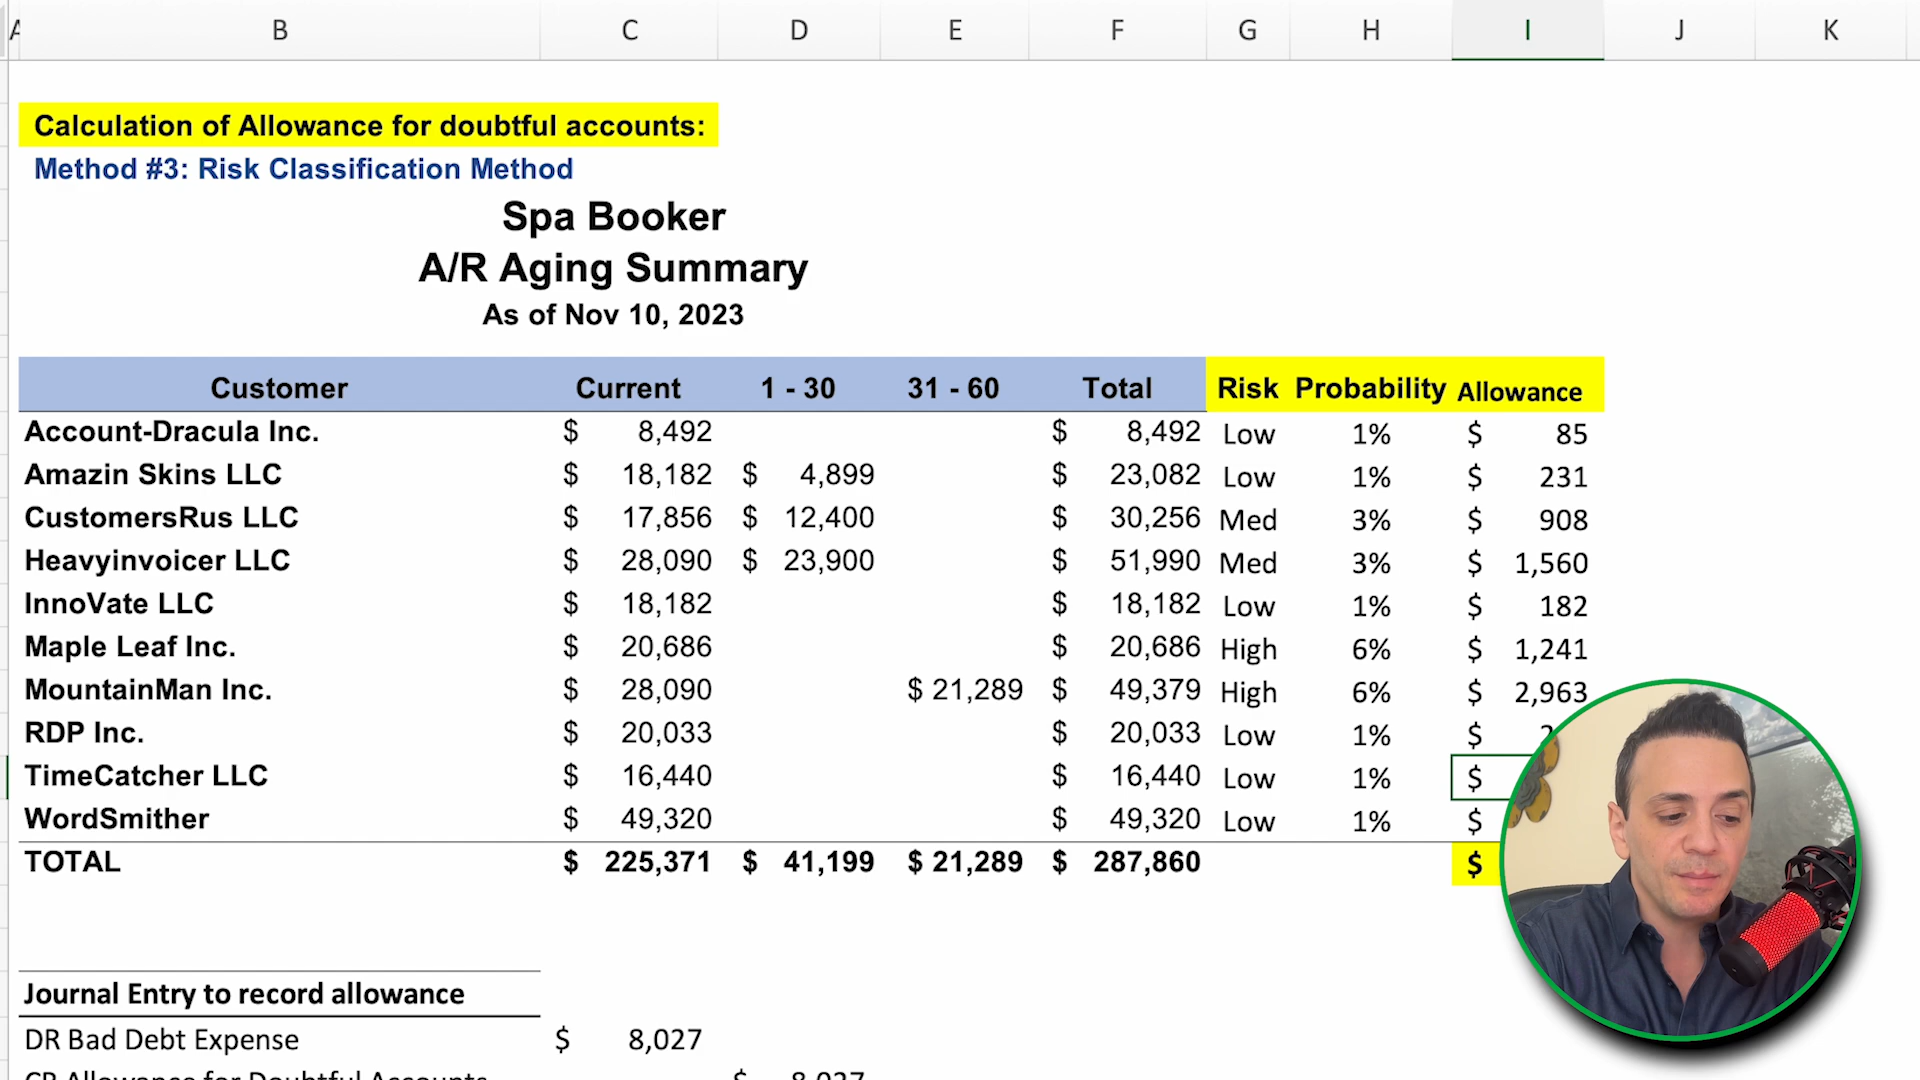 A B C D E F G H I J K
Calculation of Allowance for doubtful accounts:
Method #3: Risk Classification Method
Spa Booker
A/R Aging Summary
As of Nov 10, 2023
Customer Current 1 - 30 31 - 60 Total Risk Probability Allowance
Account-Dracula Inc. $ 8,492 $ 8,492 Low 1% $ 85
Amazin Skins LLC $ 18,182 $ 4,899 $ 23,082 Low 1% $ 231
CustomersRus LLC $ 17,856 $ 12,400 $ 30,256 Med 3% $ 908
Heavyinvoicer LLC $ 28,090 $ 23,900 $ 51,990 Med 3% $ 1,560
InnoVate LLC $ 18,182 $ 18,182 Low 1% $ 182
Maple Leaf Inc. $ 20,686 $ 20,686 High 6% $ 1,241
MountainMan Inc. $ 28,090 $ 21,289 $ 49,379 High 6% $ 2,963
RDP Inc. $ 20,033 $ 20,033 Low 1% $
TimeCatcher LLC $ 16,440 $ 16,440 Low 1% $
WordSmither $ 49,320 $ 49,320 Low 1% $
TOTAL $ 225,371 $ 41,199 $ 21,289 $ 287,860 $
Journal Entry to record allowance
DR Bad Debt Expense $ 8,027
CR Allowance for Doubtful Accounts $ 8,027